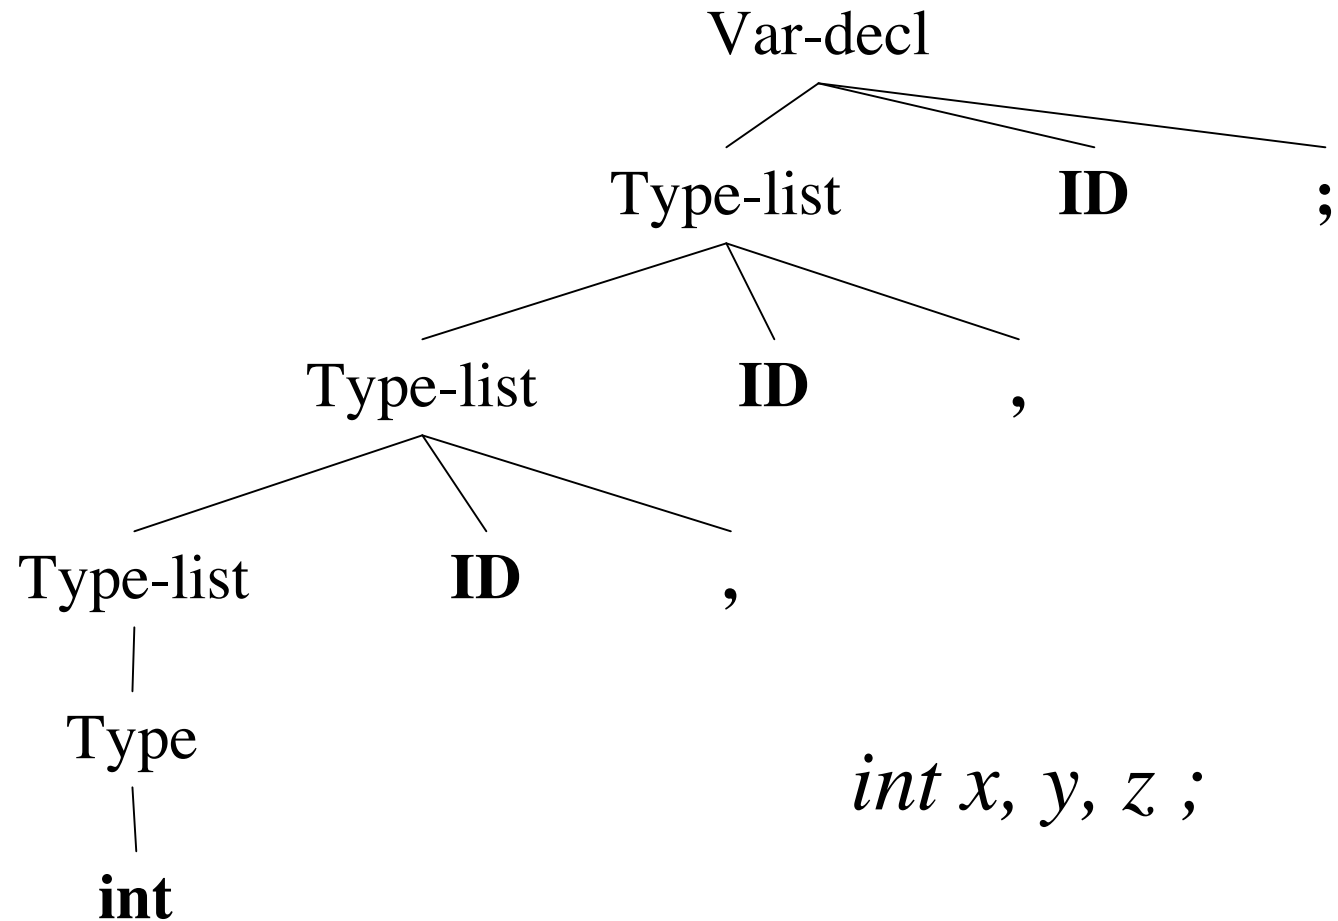 Var-decl
Type-list ID ;
Type-list ID ,
Type-list ID ,
Type
int x, y, z ;
int